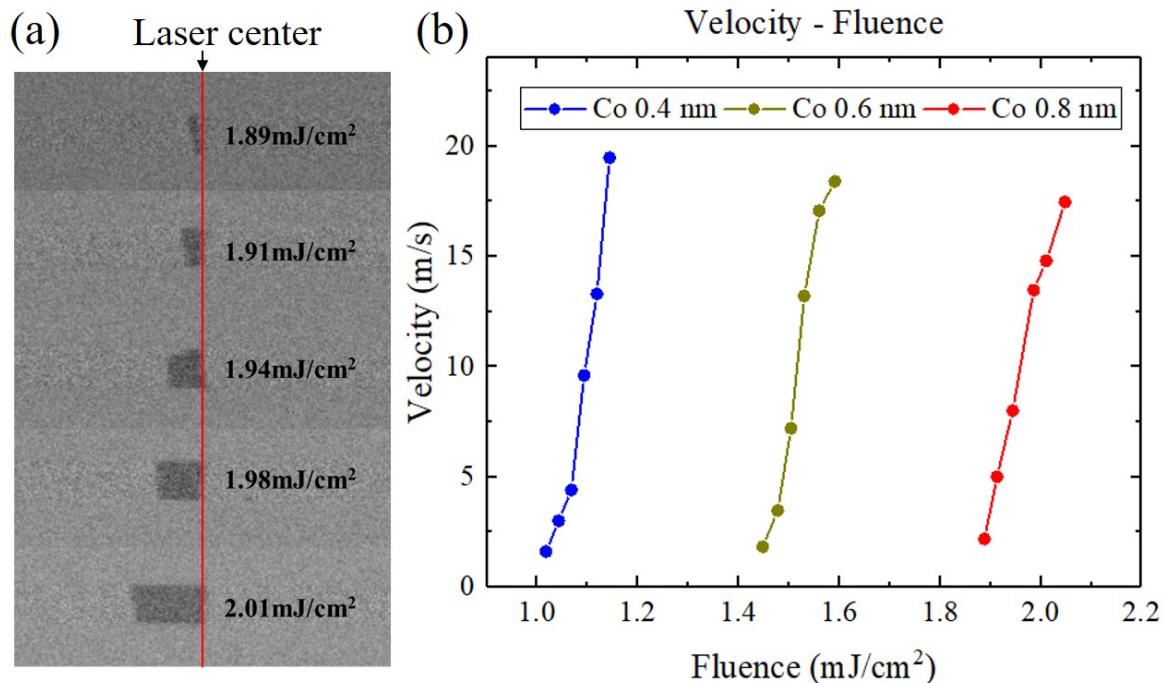 (a)
Laser center
1.89mJ/cm²
1.91mJ/cm²
1.94mJ/cm²
1.98mJ/cm²
2.01mJ/cm²
(b)
Velocity - Fluence
Co 0.4 nm Co 0.6 nm Co 0.8 nm
Velocity (m/s)
20
15
10
5
0
1.0 1.2 1.4 1.6 1.8 2.0 2.2
Fluence (mJ/cm²)